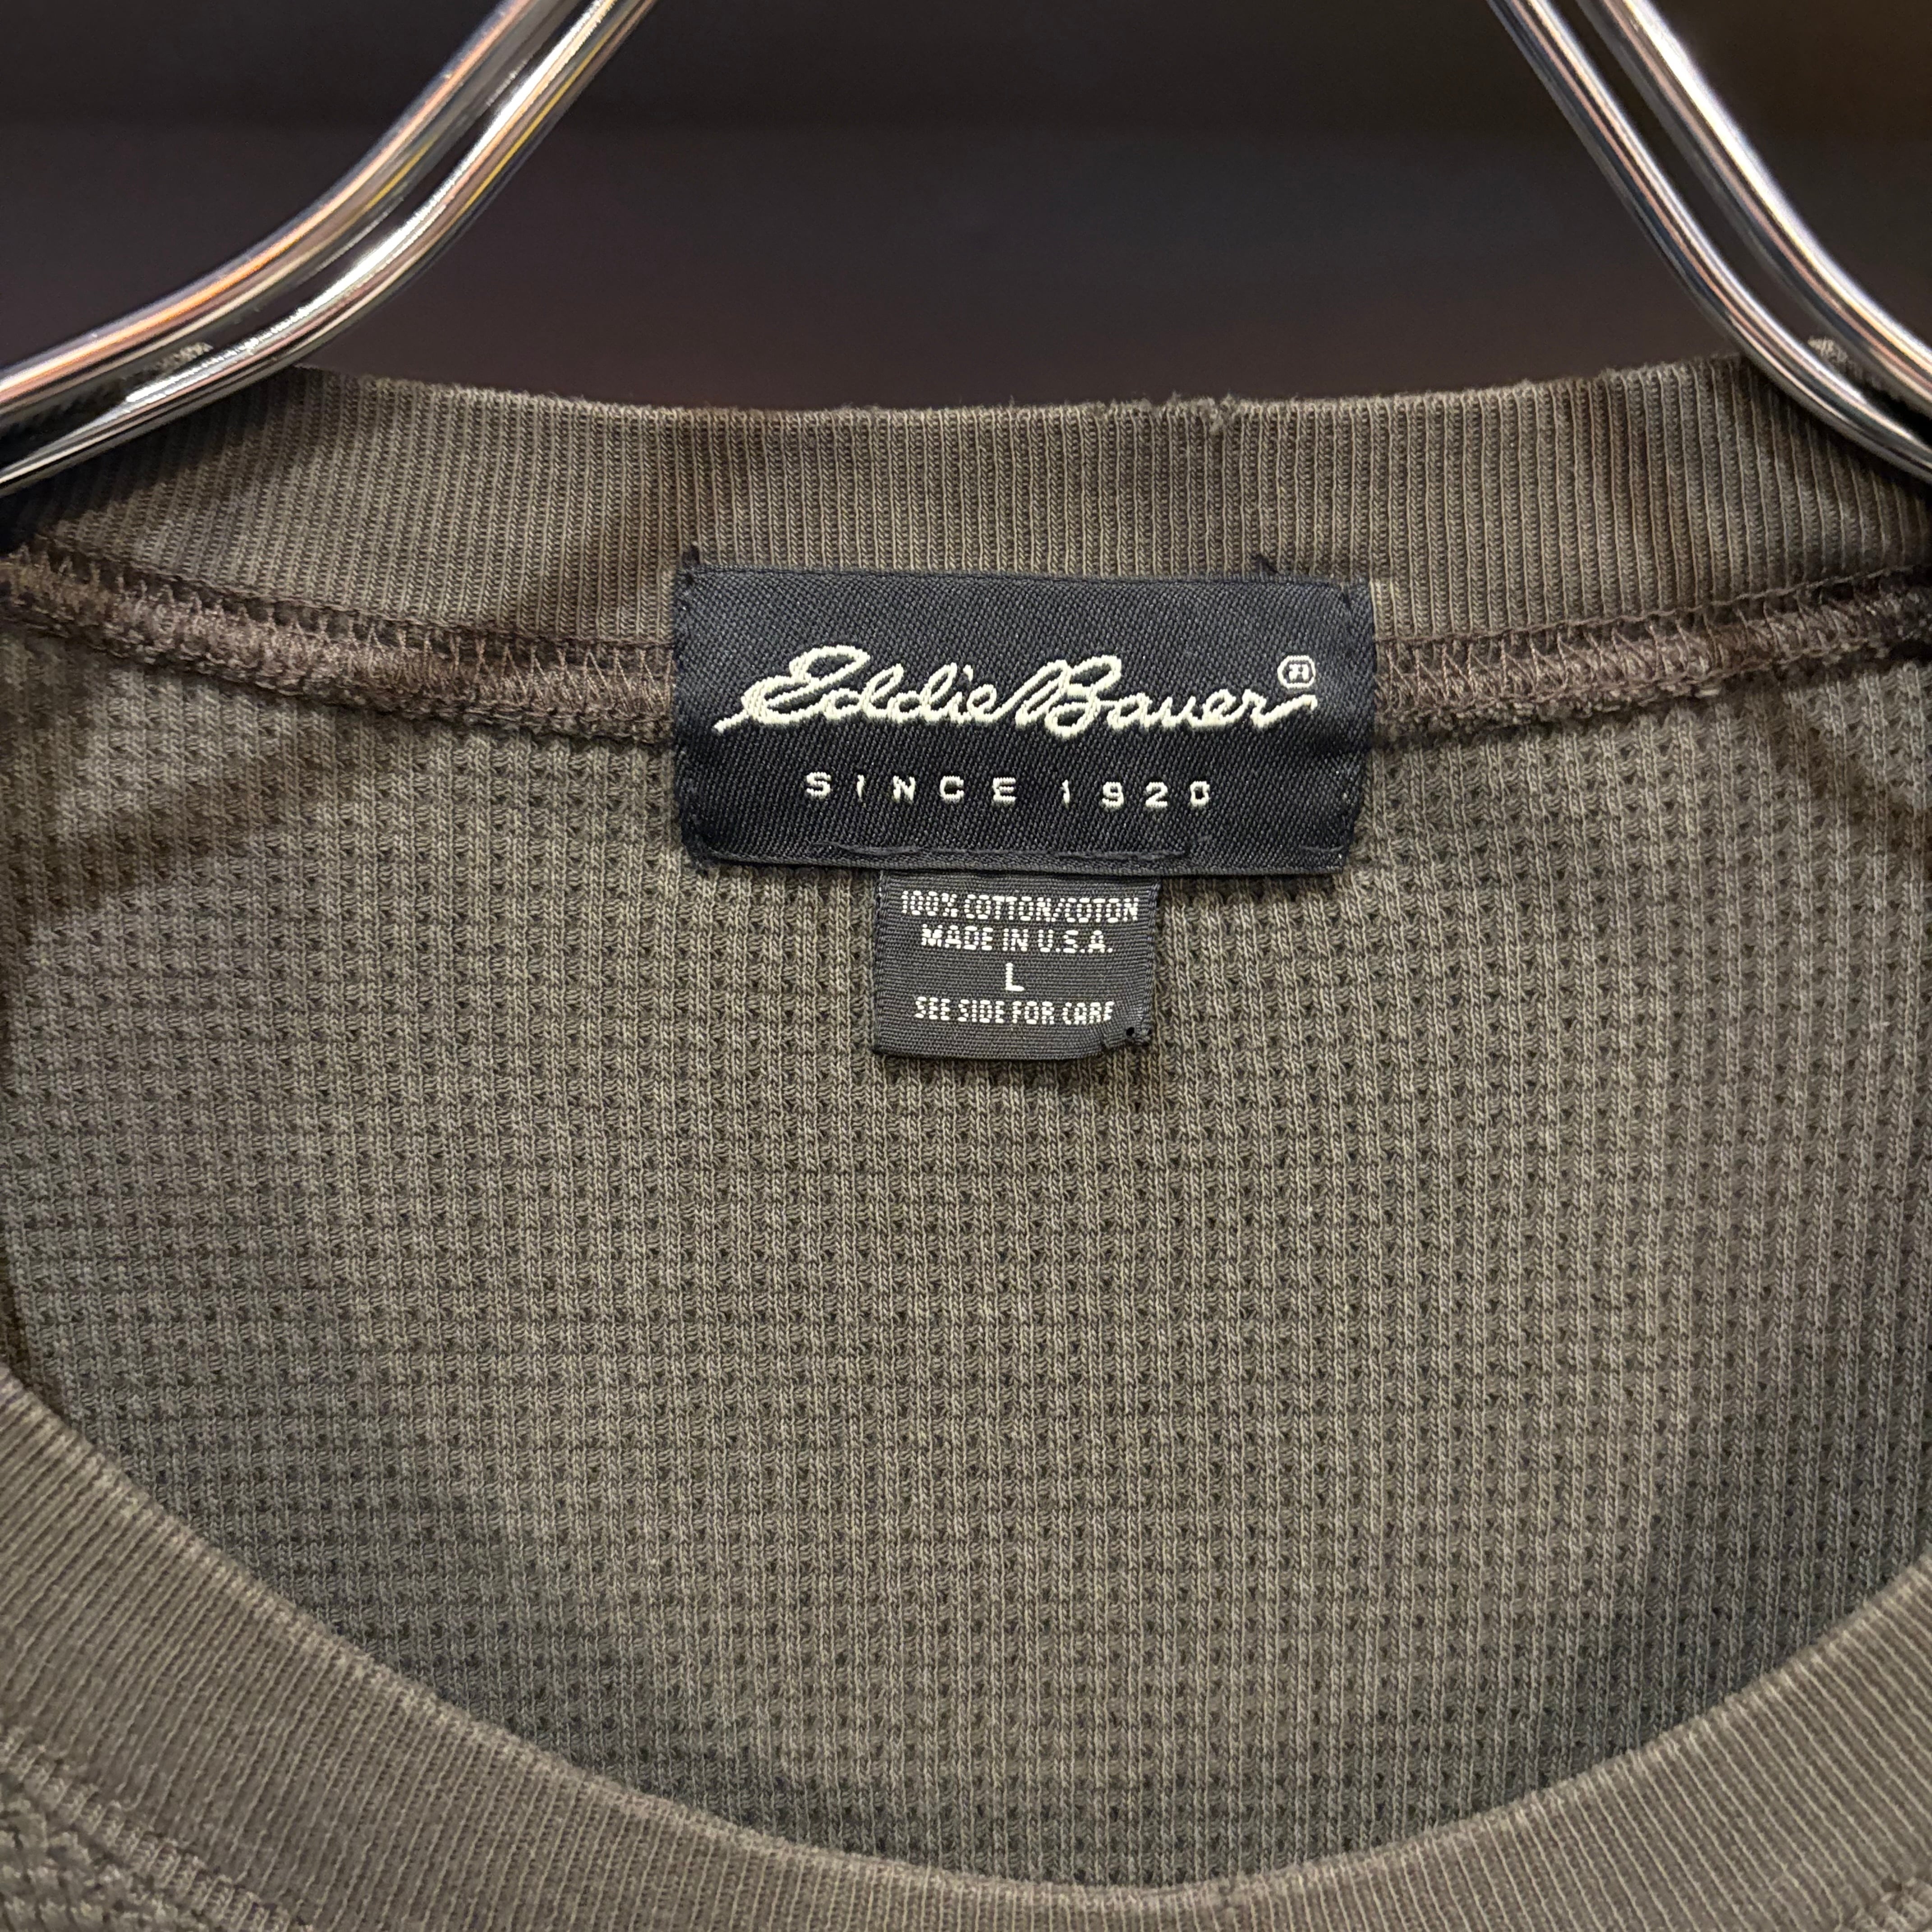 Eddie Bauer®
SINCE 1920
100% COTTON/COTON
MADE IN U.S.A.
L
SEE SIDE FOR CARE